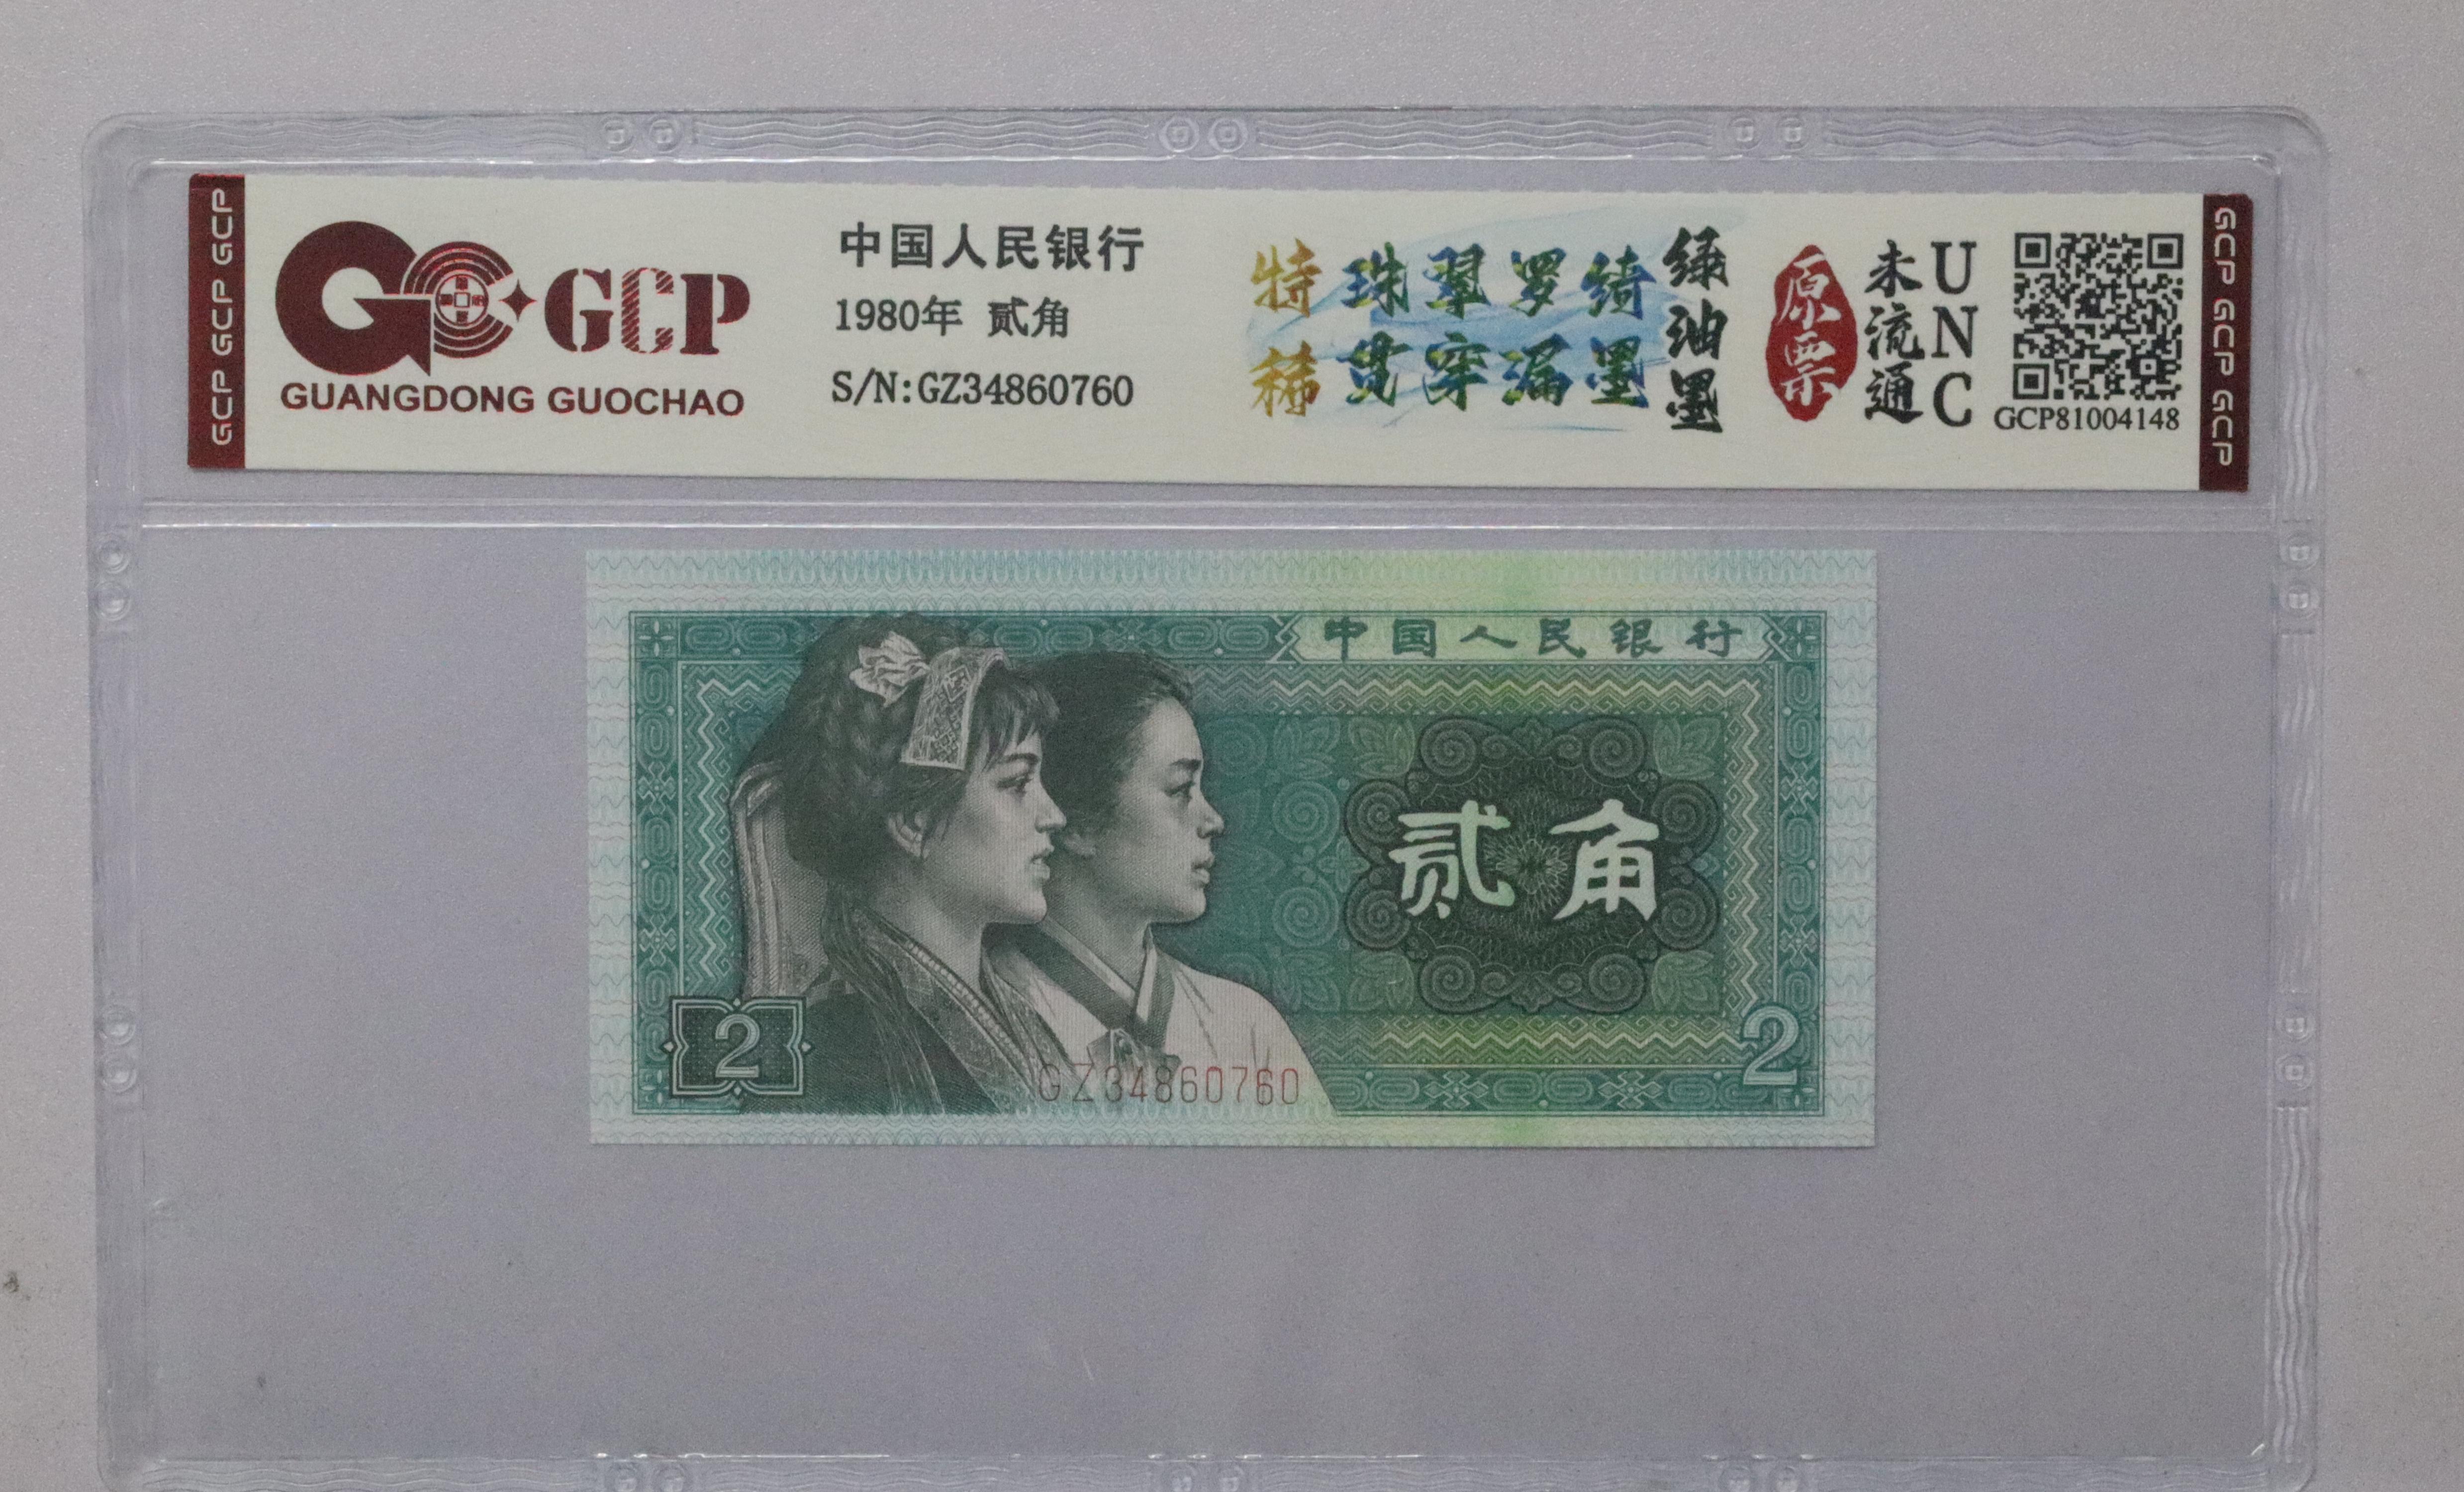 GCP GCP GCP
GCP
GUANGDONG GUOCHAO
中国人民银行
1980年 贰角
S/N:GZ34860760
特稀
珠翠罗绮
贯穿漏墨
绿油墨
原票
未流通
UNC
GCP81004148
GCP GCP GCP
中国人民银行
贰角
2
GZ34860760
2